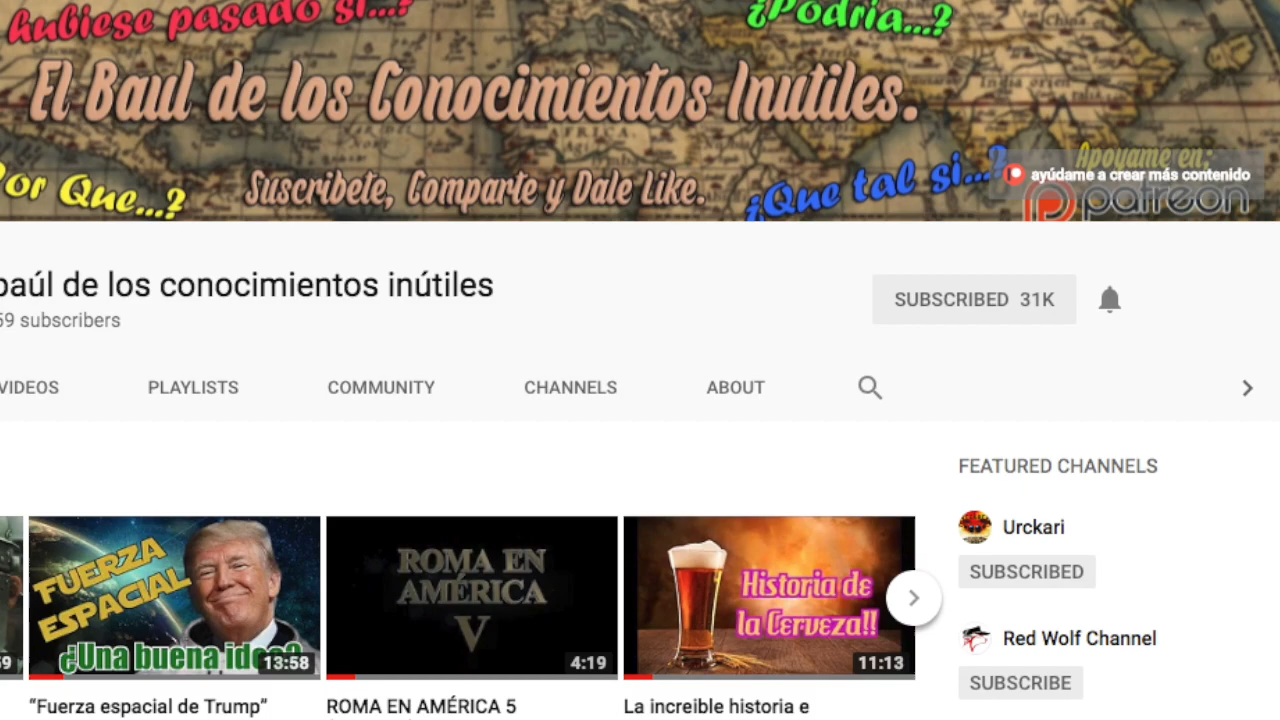 hubiese pasado si...?
¿Podria...?
El Baul de los Conocimientos Inutiles.
Por Que...?
Suscribete, Comparte y Dale Like.
¿Que tal si...?
Apoyame en:
ayúdame a crear más contenido
patreon
baúl de los conocimientos inútiles
59 subscribers
SUBSCRIBED 31K
VIDEOS
PLAYLISTS
COMMUNITY
CHANNELS
ABOUT
FEATURED CHANNELS
Urckari
SUBSCRIBED
Red Wolf Channel
SUBSCRIBE
59
FUERZA
ESPACIAL
¿Una buena idea?
13:58
ROMA EN
AMÉRICA
V
4:19
Historia de
la Cerveza!!
11:13
“Fuerza espacial de Trump”
ROMA EN AMÉRICA 5
La increible historia e